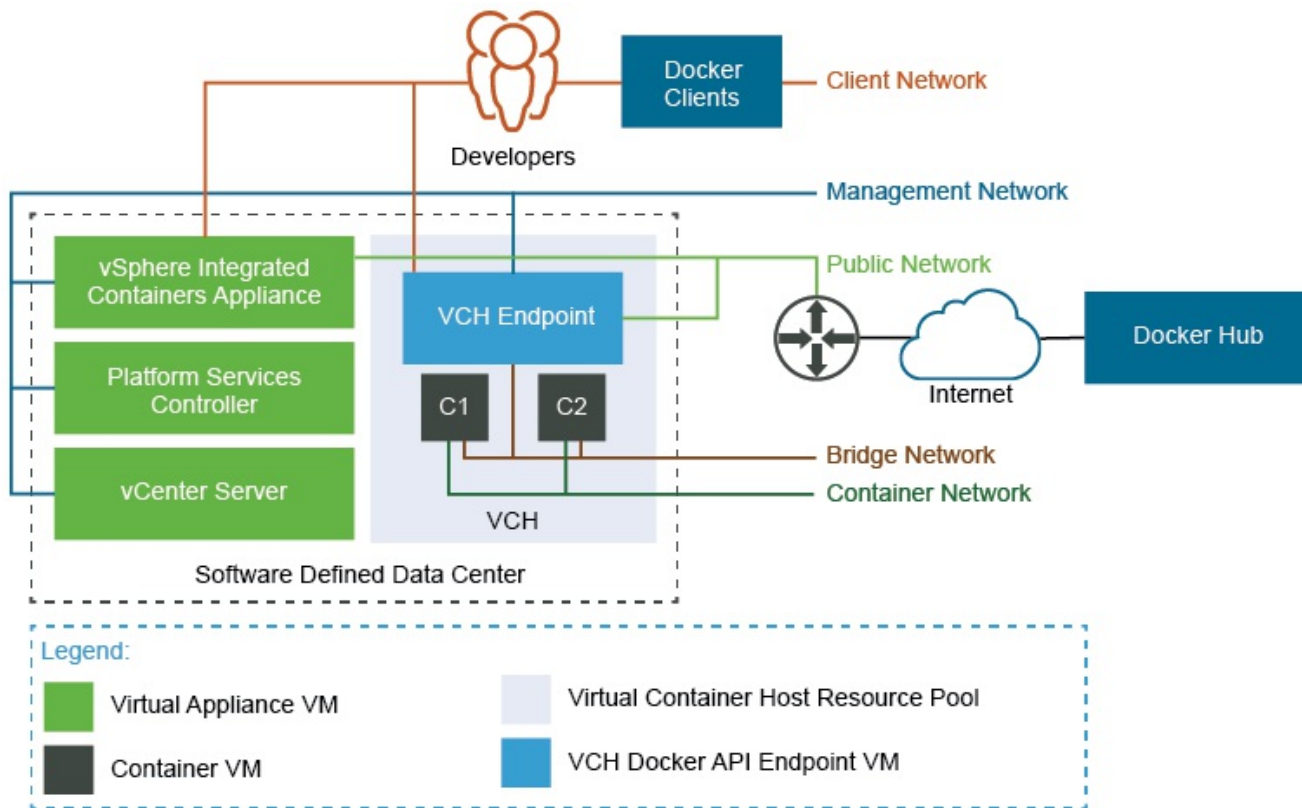 Docker
Clients
Client Network
Developers
Management Network
vSphere Integrated
Containers Appliance
Public Network
VCH Endpoint
Docker Hub
Platform Services
Controller
Internet
C1
C2
Bridge Network
vCenter Server
Container Network
VCH
Software Defined Data Center
Legend:
Virtual Appliance VM
Virtual Container Host Resource Pool
Container VM
VCH Docker API Endpoint VM